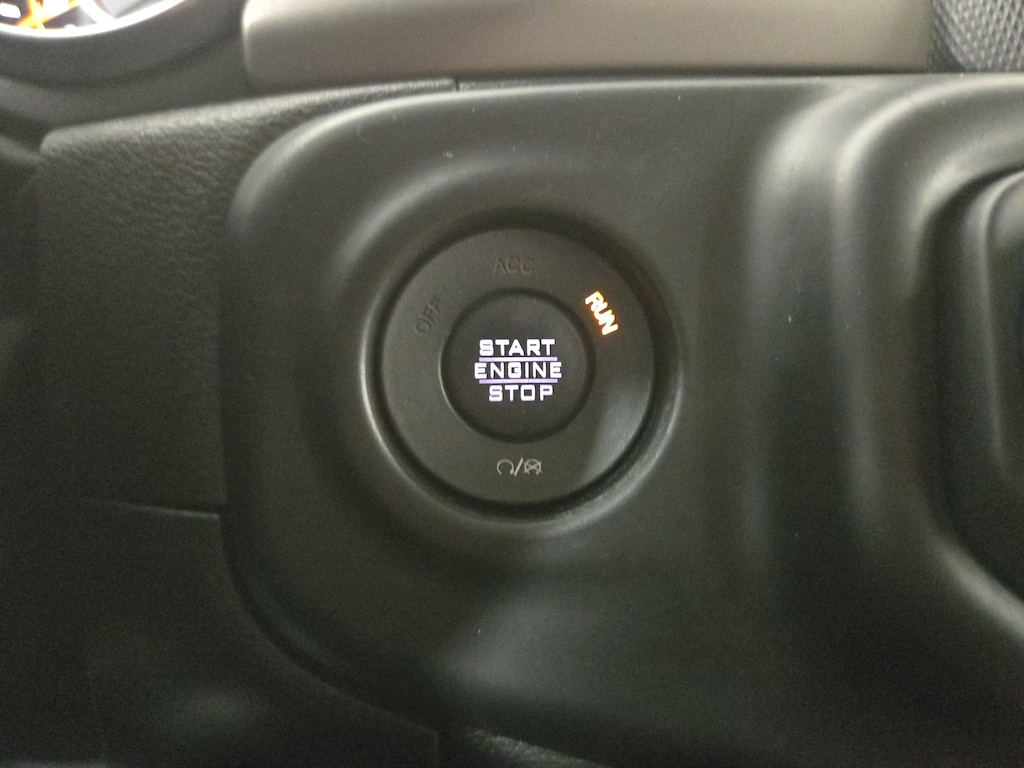 ACC
OFF
RUN
START
ENGINE
STOP